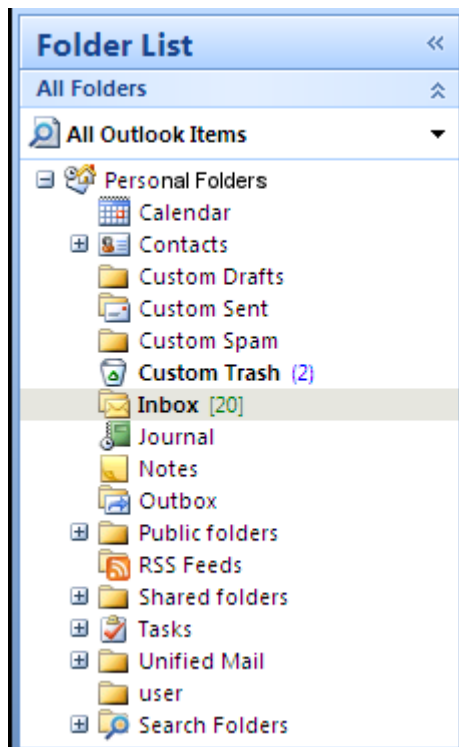 Folder List
All Folders
All Outlook Items
Personal Folders
Calendar
Contacts
Custom Drafts
Custom Sent
Custom Spam
Custom Trash (2)
Inbox [20]
Journal
Notes
Outbox
Public folders
RSS Feeds
Shared folders
Tasks
Unified Mail
user
Search Folders